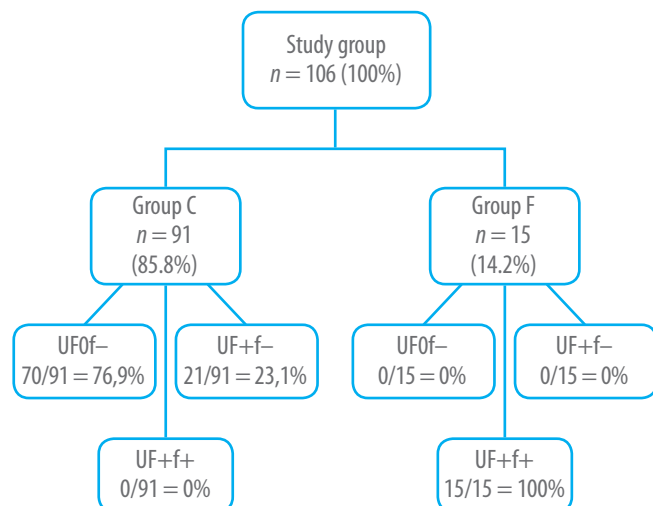 Study group
n = 106 (100%)
Group C
n = 91
(85.8%)
Group F
n = 15
(14.2%)
UF0f–
70/91 = 76,9%
UF+f–
21/91 = 23,1%
UF0f–
0/15 = 0%
UF+f–
0/15 = 0%
UF+f+
0/91 = 0%
UF+f+
15/15 = 100%